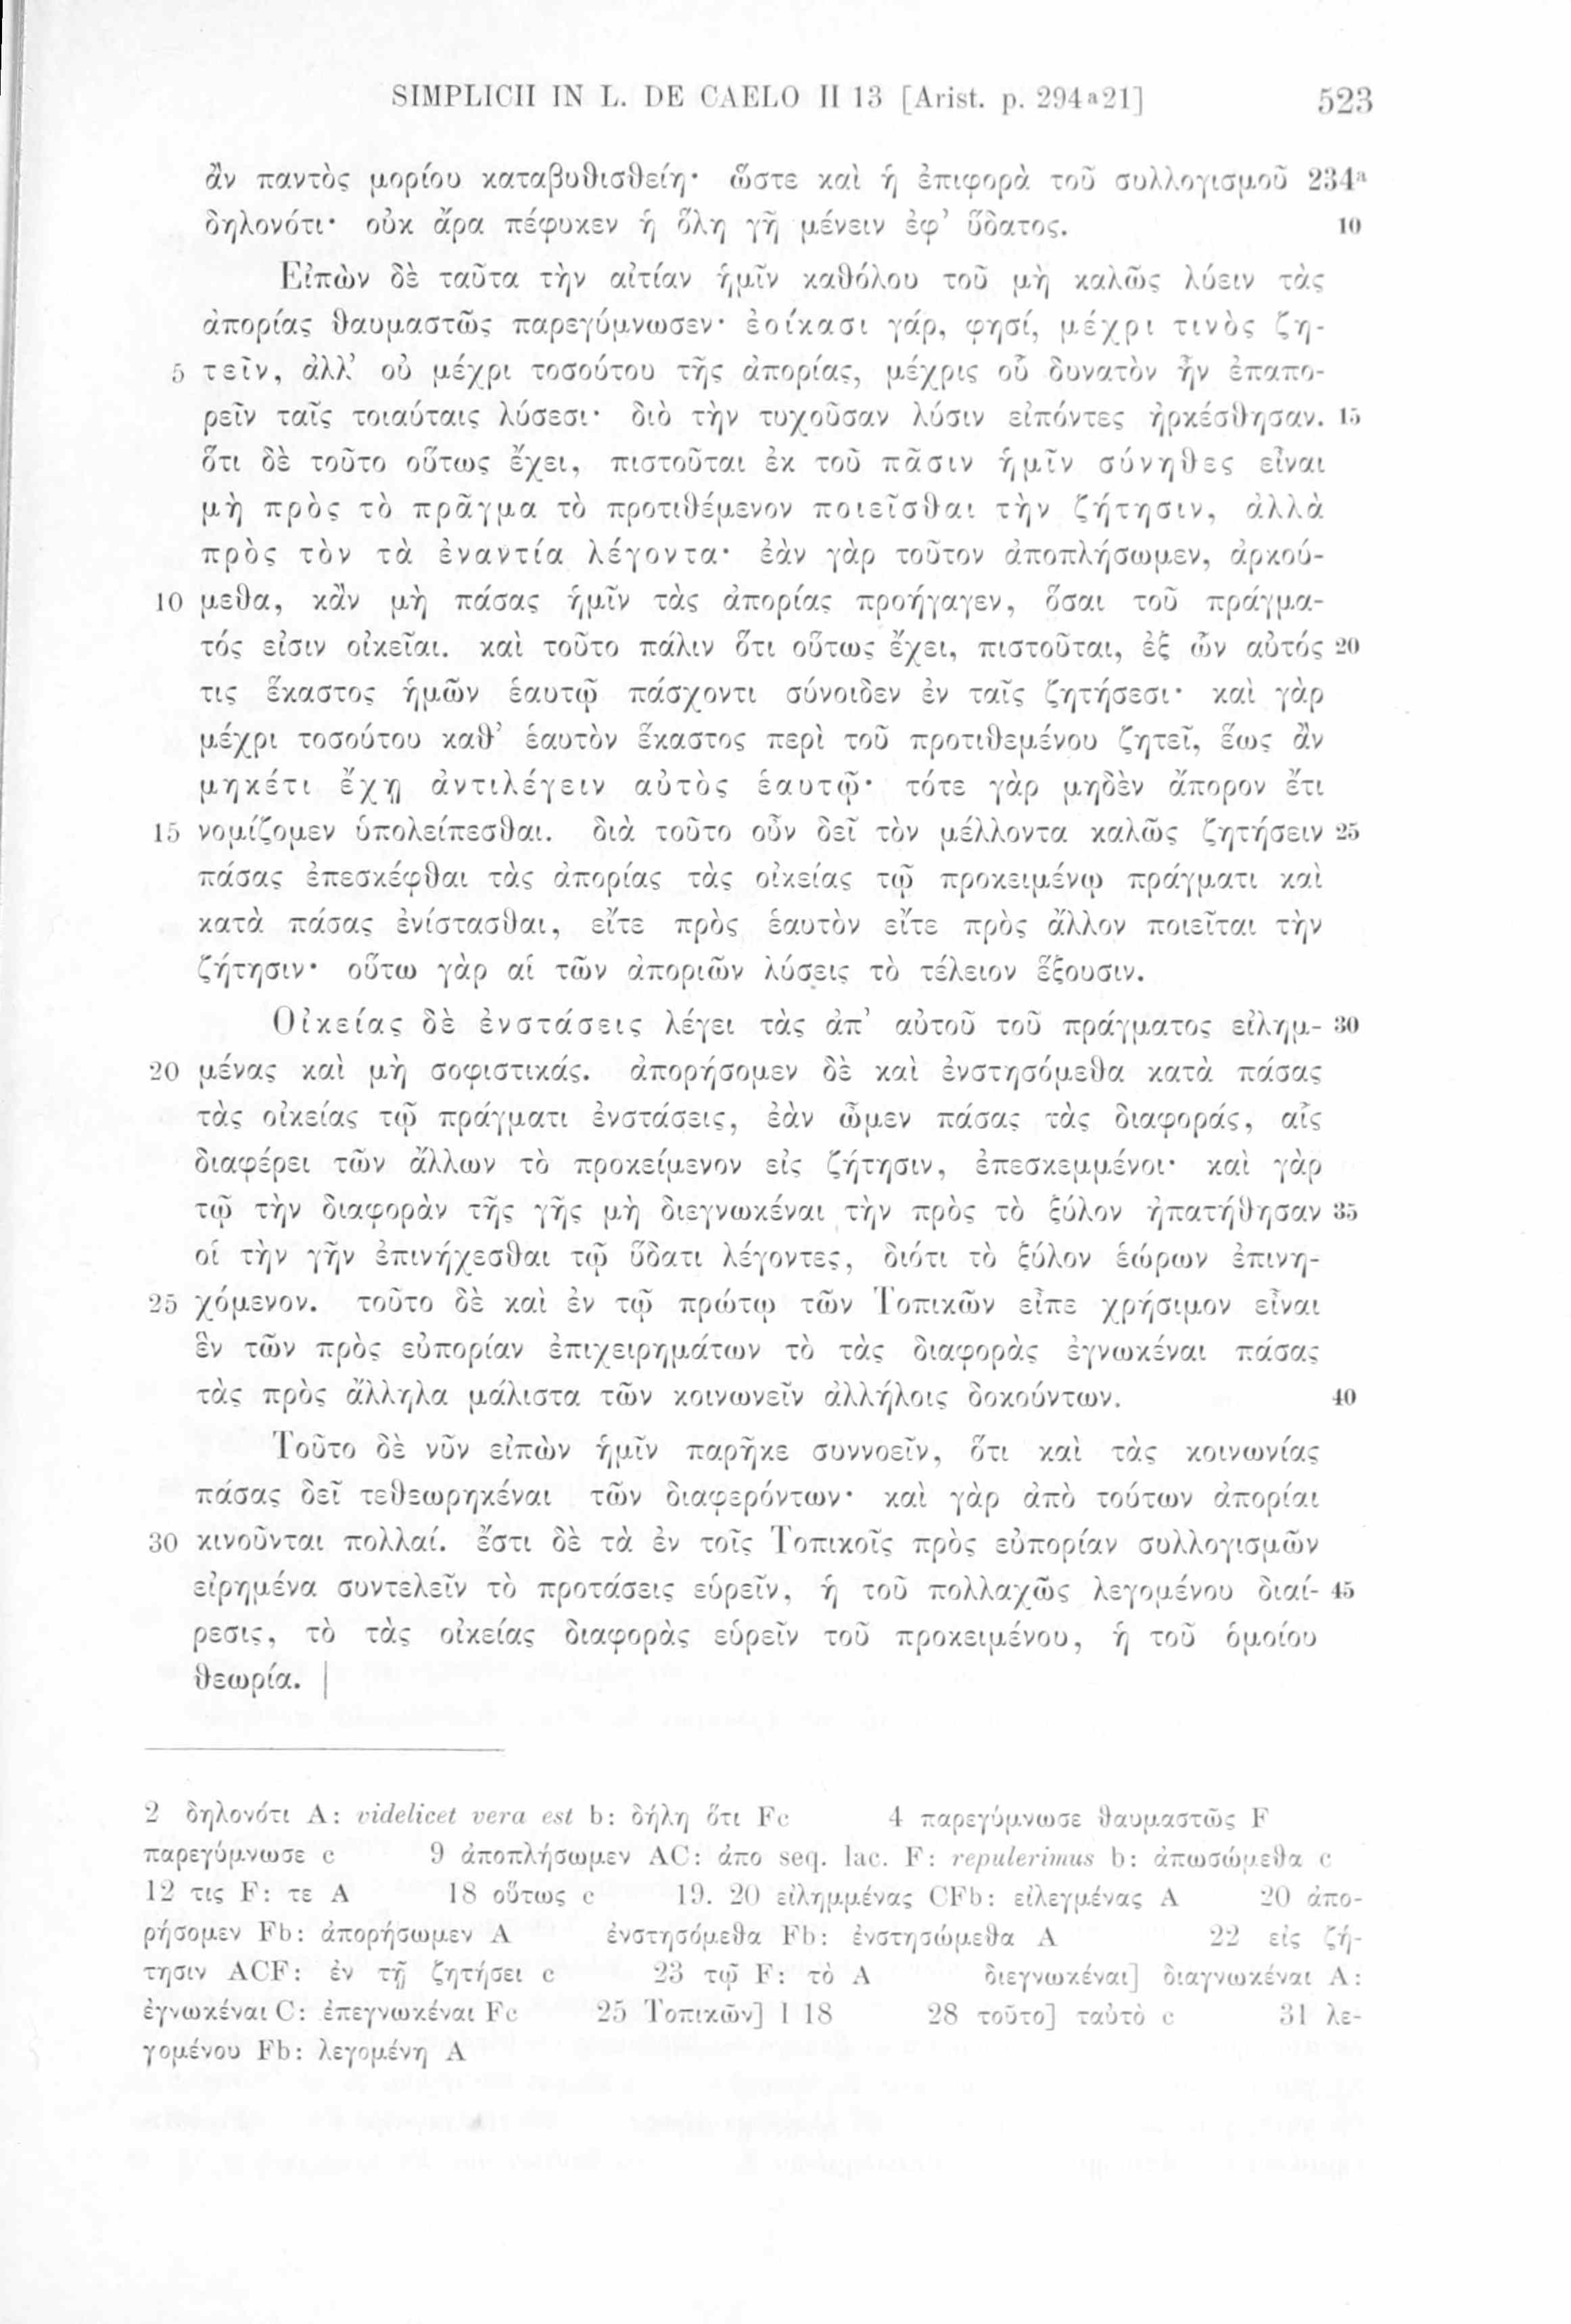 SIMPLICII IN L. DE CAELO II 13 [Arist. p. 294a21] 523
ἂν παντὸς μορίου καταβυθισθείη· ὥστε καὶ ἡ ἐπιφορὰ τοῦ συλλογισμοῦ 234a
δηλονότι· οὐκ ἄρα πέφυκεν ἡ ὅλη γῆ μένειν ἐφ’ ὕδατος. 10
Εἰπὼν δὲ ταῦτα τὴν αἰτίαν ἡμῖν καθόλου τοῦ μὴ καλῶς λύειν τὰς
ἀπορίας θαυμαστῶς παρεγύμνωσεν· ἐοίκασι γάρ, φησί, μέχρι τινὸς ζη-
5 τεῖν, ἀλλ’ οὐ μέχρι τοσούτου τῆς ἀπορίας, μέχρις οὗ δυνατὸν ἦν ἐπαπο-
ρεῖν ταῖς τοιαύταις λύσεσι· διὸ τὴν τυχοῦσαν λύσιν εἰπόντες ἠρκέσθησαν. 15
ὅτι δὲ τοῦτο οὕτως ἔχει, πιστοῦται ἐκ τοῦ πᾶσιν ἡμῖν σύνηθες εἶναι
μὴ πρὸς τὸ πρᾶγμα τὸ προτιθέμενον ποιεῖσθαι τὴν ζήτησιν, ἀλλὰ
πρὸς τὸν τὰ ἐναντία λέγοντα· ἐὰν γὰρ τοῦτον ἀποπλήσωμεν, ἀρκού-
10 μεθα, κἂν μὴ πάσας ἡμῖν τὰς ἀπορίας προήγαγεν, ὅσαι τοῦ πράγμα-
τός εἰσιν οἰκεῖαι. καὶ τοῦτο πάλιν ὅτι οὕτως ἔχει, πιστοῦται, ἐξ ὧν αὐτός 20
τις ἕκαστος ἡμῶν ἑαυτῷ πάσχοντι σύνοιδεν ἐν ταῖς ζητήσεσι· καὶ γὰρ
μέχρι τοσούτου καθ’ ἑαυτὸν ἕκαστος περὶ τοῦ προτιθεμένου ζητεῖ, ἕως ἂν
μηκέτι ἔχῃ ἀντιλέγειν αὐτὸς ἑαυτῷ· τότε γὰρ μηδὲν ἄπορον ἔτι
15 νομίζομεν ὑπολείπεσθαι. διὰ τοῦτο οὖν δεῖ τὸν μέλλοντα καλῶς ζητήσειν 25
πάσας ἐπεσκέφθαι τὰς ἀπορίας τὰς οἰκείας τῷ προκειμένῳ πράγματι καὶ
κατὰ πάσας ἐνίστασθαι, εἴτε πρὸς ἑαυτὸν εἴτε πρὸς ἄλλον ποιεῖται τὴν
ζήτησιν· οὕτω γὰρ αἱ τῶν ἀποριῶν λύσεις τὸ τέλειον ἕξουσιν.
Οἰκείας δὲ ἐνστάσεις λέγει τὰς ἀπ’ αὐτοῦ τοῦ πράγματος εἰλημ- 30
20 μένας καὶ μὴ σοφιστικάς. ἀπορήσομεν δὲ καὶ ἐνστησόμεθα κατὰ πάσας
τὰς οἰκείας τῷ πράγματι ἐνστάσεις, ἐὰν ὦμεν πάσας τὰς διαφοράς, αἷς
διαφέρει τῶν ἄλλων τὸ προκείμενον εἰς ζήτησιν, ἐπεσκεμμένοι· καὶ γὰρ
τῷ τὴν διαφορὰν τῆς γῆς μὴ διεγνωκέναι τὴν πρὸς τὸ ξύλον ἠπατήθησαν 35
οἱ τὴν γῆν ἐπινήχεσθαι τῷ ὕδατι λέγοντες, διότι τὸ ξύλον ἑώρων ἐπινη-
25 χόμενον. τοῦτο δὲ καὶ ἐν τῷ πρώτῳ τῶν Τοπικῶν εἶπε χρήσιμον εἶναι
ἓν τῶν πρὸς εὐπορίαν ἐπιχειρημάτων τὸ τὰς διαφορὰς ἐγνωκέναι πάσας
τὰς πρὸς ἄλληλα μάλιστα τῶν κοινωνεῖν ἀλλήλοις δοκούντων. 40
Τοῦτο δὲ νῦν εἰπὼν ἡμῖν παρῆκε συννοεῖν, ὅτι καὶ τὰς κοινωνίας
πάσας δεῖ τεθεωρηκέναι τῶν διαφερόντων· καὶ γὰρ ἀπὸ τούτων ἀπορίαι
30 κινοῦνται πολλαί. ἔστι δὲ τὰ ἐν τοῖς Τοπικοῖς πρὸς εὐπορίαν συλλογισμῶν
εἰρημένα συντελεῖν τὸ προτάσεις εὑρεῖν, ἡ τοῦ πολλαχῶς λεγομένου διαί- 45
ρεσις, τὸ τὰς οἰκείας διαφορὰς εὑρεῖν τοῦ προκειμένου, ἡ τοῦ ὁμοίου
θεωρία. |
2 δηλονότι A: videlicet vera est b: δήλη ὅτι Fc 4 παρεγύμνωσε θαυμαστῶς F
παρεγύμνωσε c 9 ἀποπλήσωμεν AC: ἀπο seq. lac. F: repulerimus b: ἀπωσώμεθα c
12 τις F: τε A 18 οὕτως c 19. 20 εἰλημμένας CFb: εἰλεγμένας A 20 ἀπο-
ρήσομεν Fb: ἀπορήσωμεν A ἐνστησόμεθα Fb: ἐνστησώμεθα A 22 εἰς ζή-
τησιν ACF: ἐν τῇ ζητήσει c 23 τῷ F: τὸ A διεγνωκέναι] διαγνωκέναι A:
ἐγνωκέναι C: ἐπεγνωκέναι Fc 25 Τοπικῶν] I 18 28 τοῦτο] ταὐτὸ c 31 λε-
γομένου Fb: λεγομένη A